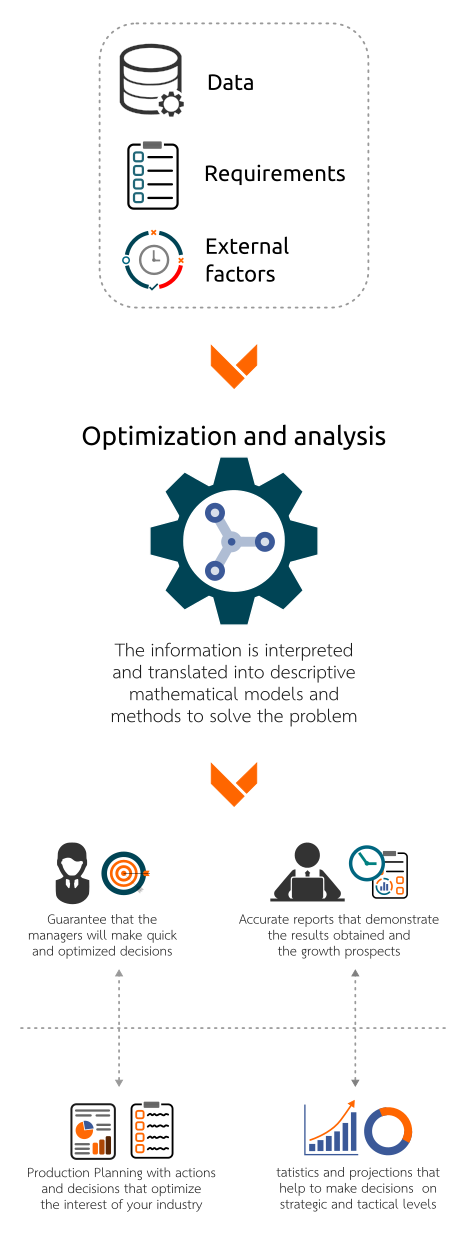 Data
Requirements
External
factors
Optimization and analysis
The information is interpreted
and translated into descriptive
mathematical models and
methods to solve the problem
Guarantee that the
managers will make quick
and optimized decisions
Accurate reports that demonstrate
the results obtained and
the growth prospects
Production Planning with actions
and decisions that optimize
the interest of your industry
tatistics and projections that
help to make decisions on
strategic and tactical levels